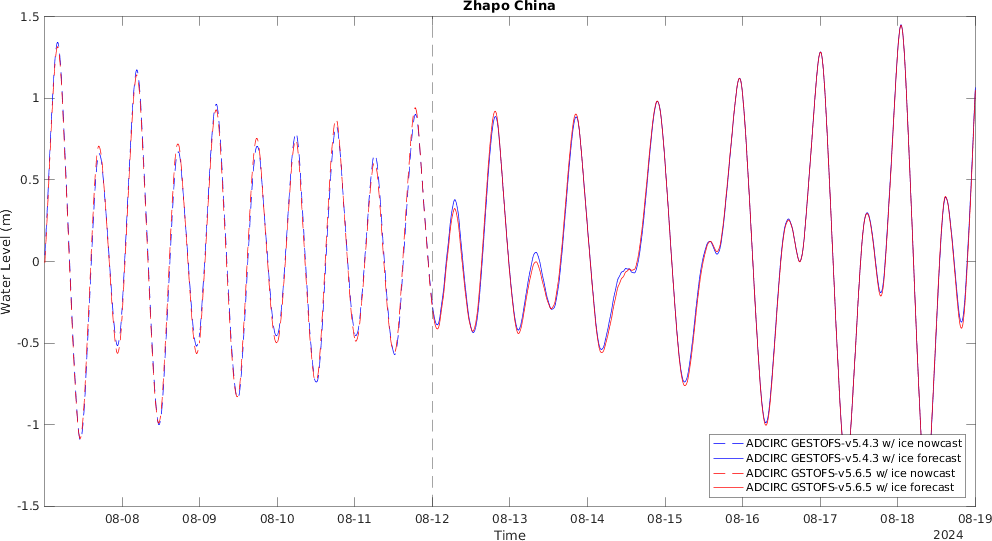 Zhapo China
1.5
1
0.5
0
-0.5
-1
-1.5
Water Level (m)
08-08 08-09 08-10 08-11 08-12 08-13 08-14 08-15 08-16 08-17 08-18 08-19
Time
2024
ADCIRC GESTOFS-v5.4.3 w/ ice nowcast
ADCIRC GESTOFS-v5.4.3 w/ ice forecast
ADCIRC GSTOFS-v5.6.5 w/ ice nowcast
ADCIRC GSTOFS-v5.6.5 w/ ice forecast